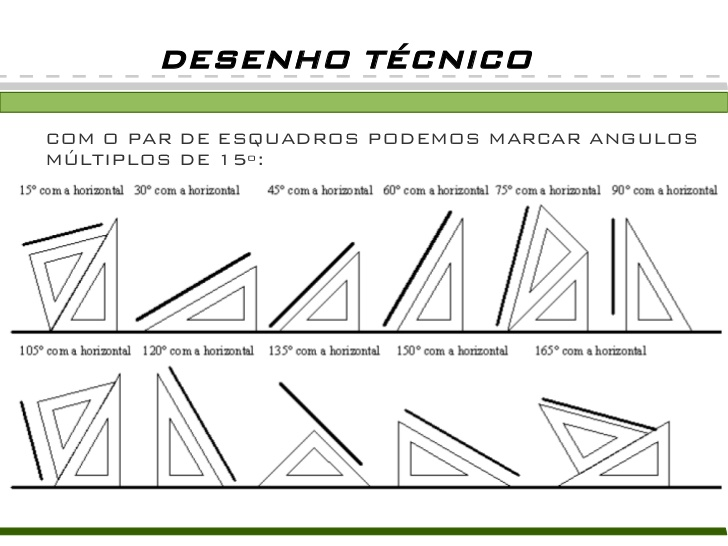 DESENHO TÉCNICO
COM O PAR DE ESQUADROS PODEMOS MARCAR ANGULOS
MÚLTIPLOS DE 15º:
15º com a horizontal 30º com a horizontal 45º com a horizontal 60º com a horizontal 75º com a horizontal 90º com a horizontal
105º com a horizontal 120º com a horizontal 135º com a horizontal 150º com a horizontal 165º com a horizontal